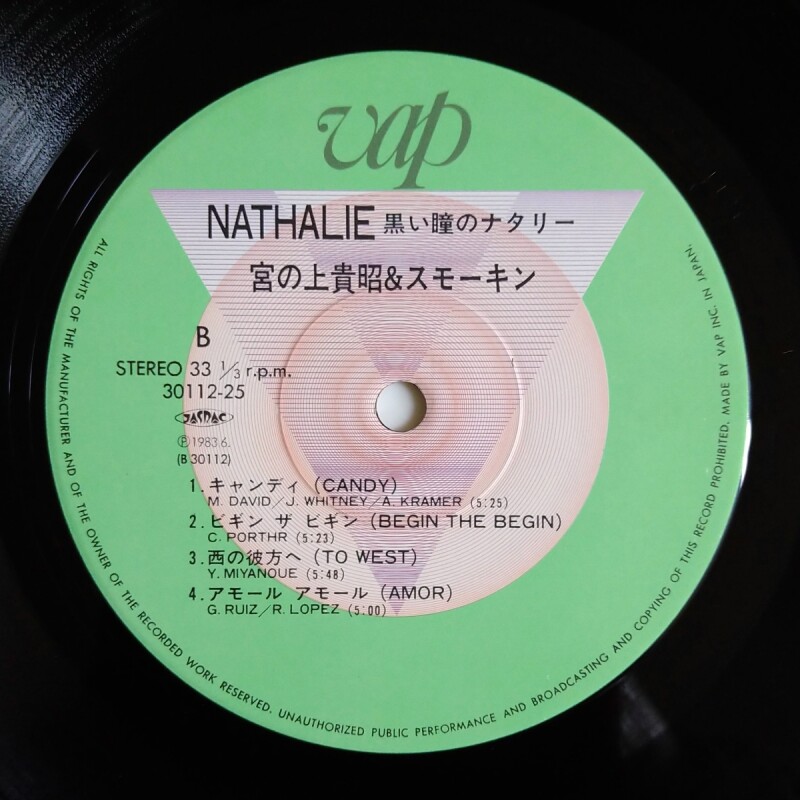 vap
NATHALIE 黒い瞳のナタリー
宮の上貴昭&スモーキン
B
STEREO 33 1/3 r.p.m.
30112-25
JASRAC
Ⓟ1983.6.
(B 30112)
1. キャンディ (CANDY)
M. DAVID/J. WHITNEY/A. KRAMER (5:25)
2. ビギン ザ ビギン (BEGIN THE BEGIN)
C. PORTHR (5:23)
3. 西の彼方へ (TO WEST)
Y. MIYANOUE (5:48)
4. アモール アモール (AMOR)
G. RUIZ/R. LOPEZ (5:00)
ALL RIGHTS OF THE MANUFACTURER AND OF THE OWNER OF THE RECORDED WORK RESERVED. UNAUTHORIZED PUBLIC PERFORMANCE AND BROADCASTING AND COPYING OF THIS RECORD PROHIBITED. MADE BY VAP INC. IN JAPAN.